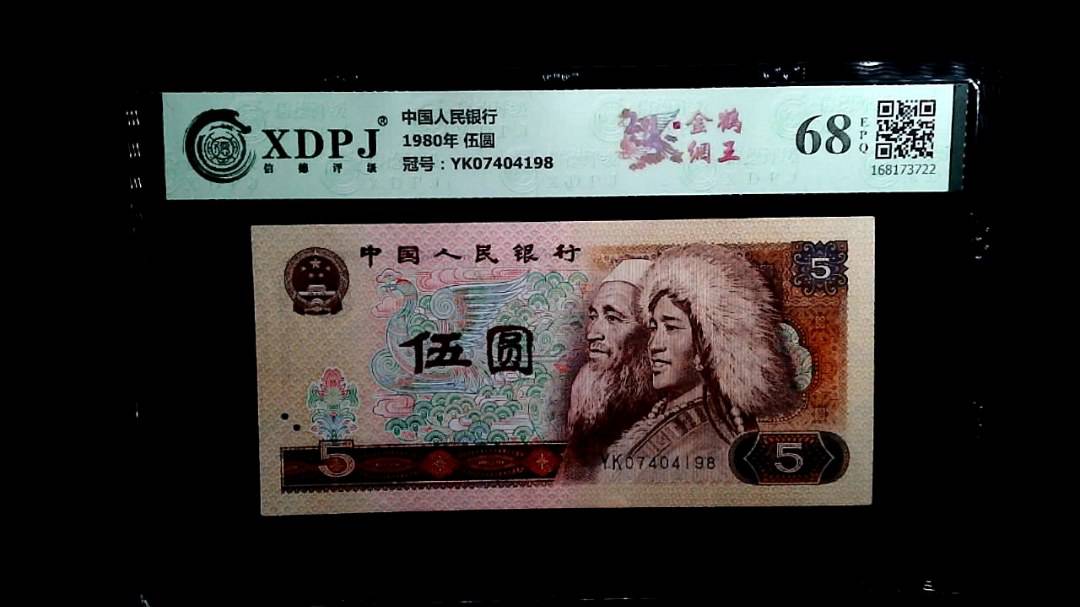 XDPJ®
信德评级
中国人民银行
1980年 伍圆
冠号：YK07404198
金鹤
纲王
68
EPQ
168173722
中国人民银行
5
伍圆
5
YK07404198
5